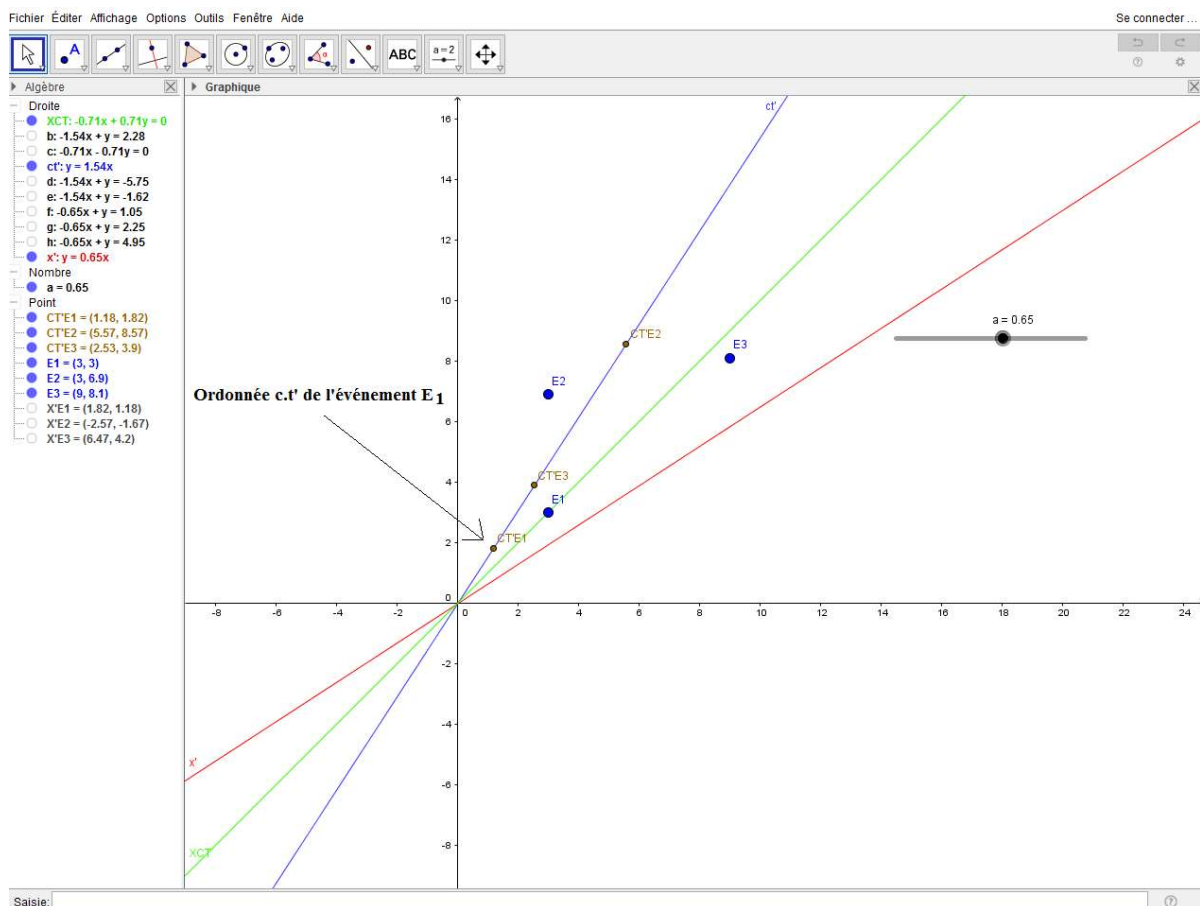 Fichier Éditer Affichage Options Outils Fenêtre Aide
Se connecter ...
A
α
ABC
a=2
Algèbre
Graphique
Droite
XCT: -0.71x + 0.71y = 0
b: -1.54x + y = 2.28
c: -0.71x - 0.71y = 0
ct': y = 1.54x
d: -1.54x + y = -5.75
e: -1.54x + y = -1.62
f: -0.65x + y = 1.05
g: -0.65x + y = 2.25
h: -0.65x + y = 4.95
x': y = 0.65x
Nombre
a = 0.65
Point
CT'E1 = (1.18, 1.82)
CT'E2 = (5.57, 8.57)
CT'E3 = (2.53, 3.9)
E1 = (3, 3)
E2 = (3, 6.9)
E3 = (9, 8.1)
X'E1 = (1.82, 1.18)
X'E2 = (-2.57, -1.67)
X'E3 = (6.47, 4.2)
ct'
16
14
12
10
a = 0.65
CT'E2
E3
8
E2
Ordonnée c.t' de l'événement E1
6
CT'E3
4
E1
CT'E1
2
0
-8 -6 -4 -2 0 2 4 6 8 10 12 14 16 18 20 22 24
-2
-4
x'
-6
-8
XCT
Saisie: